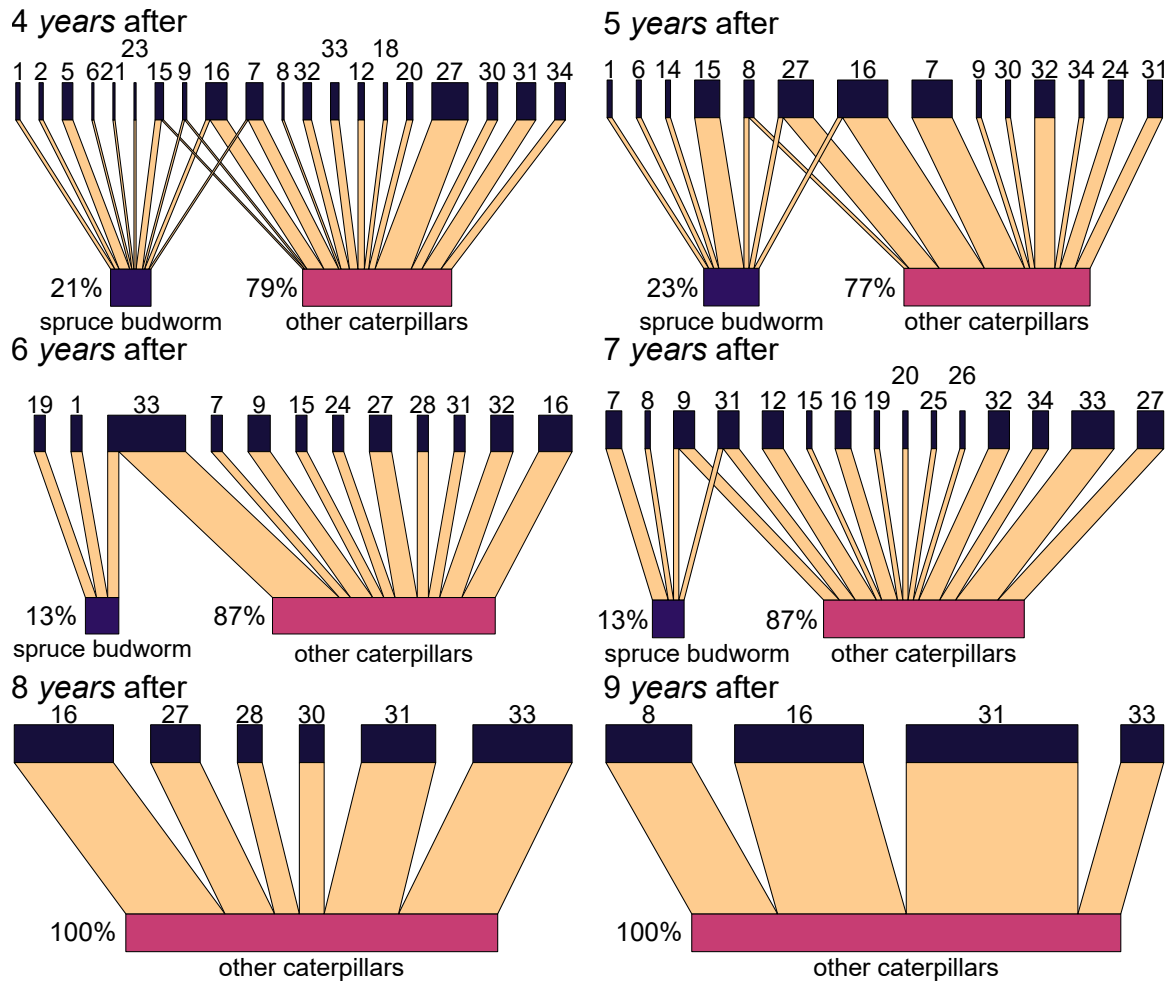 4 years after
23 33 18
1 2 5 6 21 1 15 9 16 7 8 32 12 20 27 30 31 34
21% 79%
spruce budworm other caterpillars
5 years after
1 6 14 15 8 27 16 7 9 30 32 34 24 31
23% 77%
spruce budworm other caterpillars
6 years after
19 1 33 7 9 15 24 27 28 31 32 16
13% 87%
spruce budworm other caterpillars
7 years after
20 26
7 8 9 31 12 15 16 19 25 32 34 33 27
13% 87%
spruce budworm other caterpillars
8 years after
16 27 28 30 31 33
100%
other caterpillars
9 years after
8 16 31 33
100%
other caterpillars